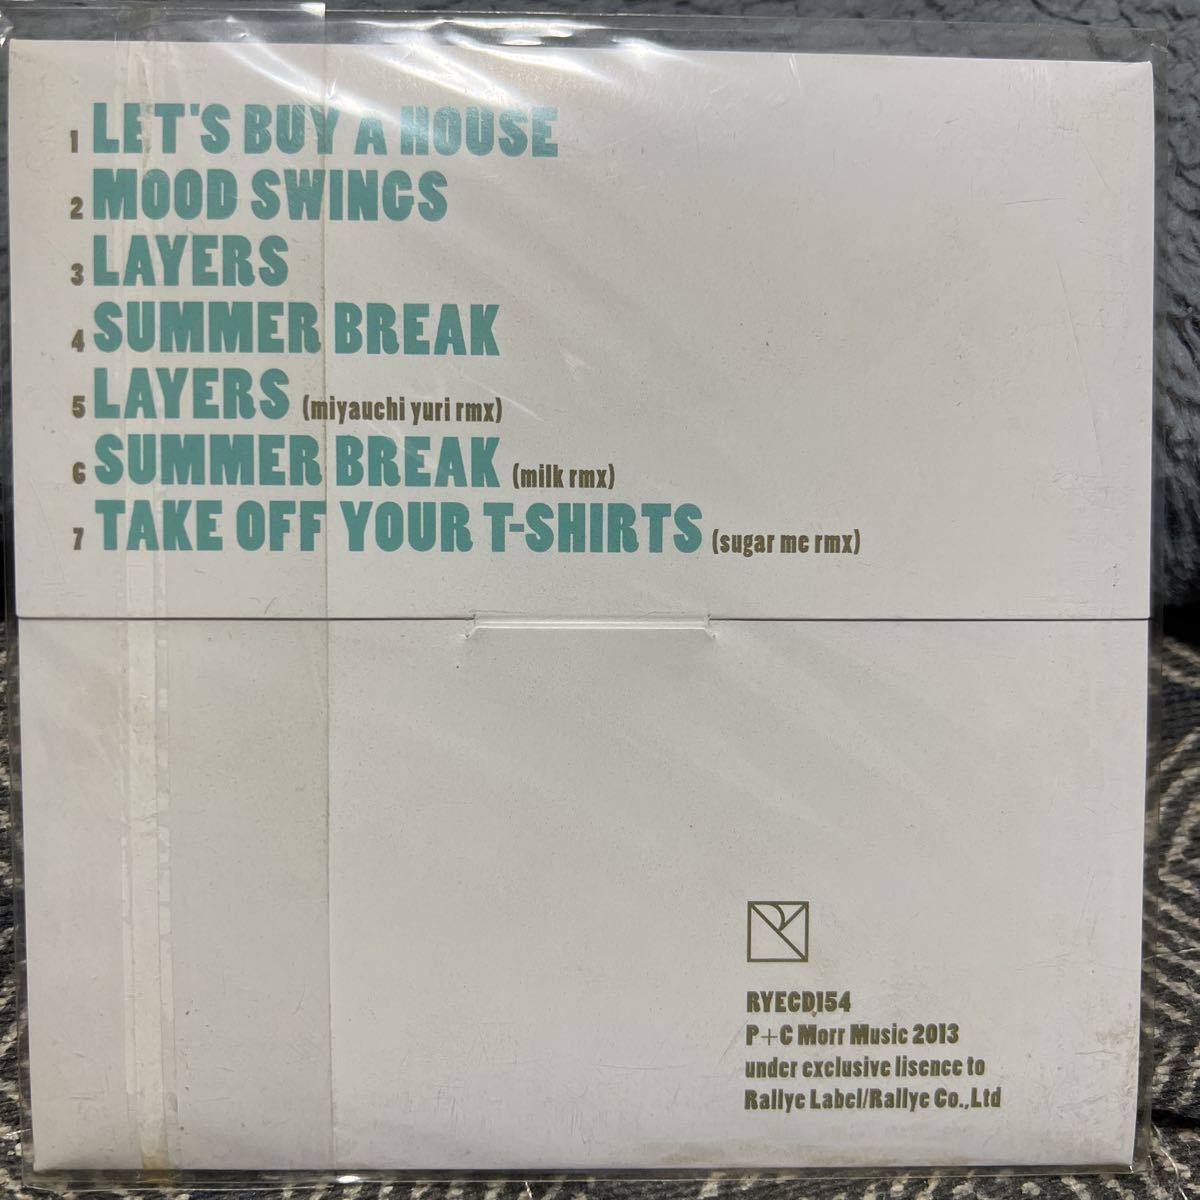 1 LET'S BUY A HOUSE
2 MOOD SWINGS
3 LAYERS
4 SUMMER BREAK
5 LAYERS (miyauchi yuri rmx)
6 SUMMER BREAK (milk rmx)
7 TAKE OFF YOUR T-SHIRTS (sugar me rmx)
RYECD154
P+C Morr Music 2013
under exclusive lisence to
Rallye Label/Rallye Co.,Ltd